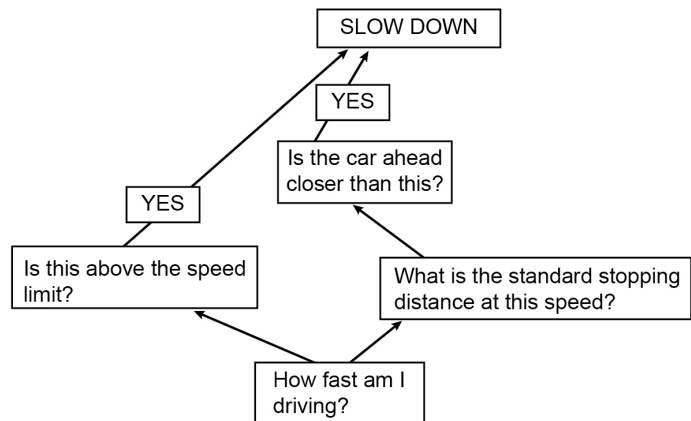 SLOW DOWN
YES
Is the car ahead
closer than this?
YES
Is this above the speed
limit?
What is the standard stopping
distance at this speed?
How fast am I
driving?